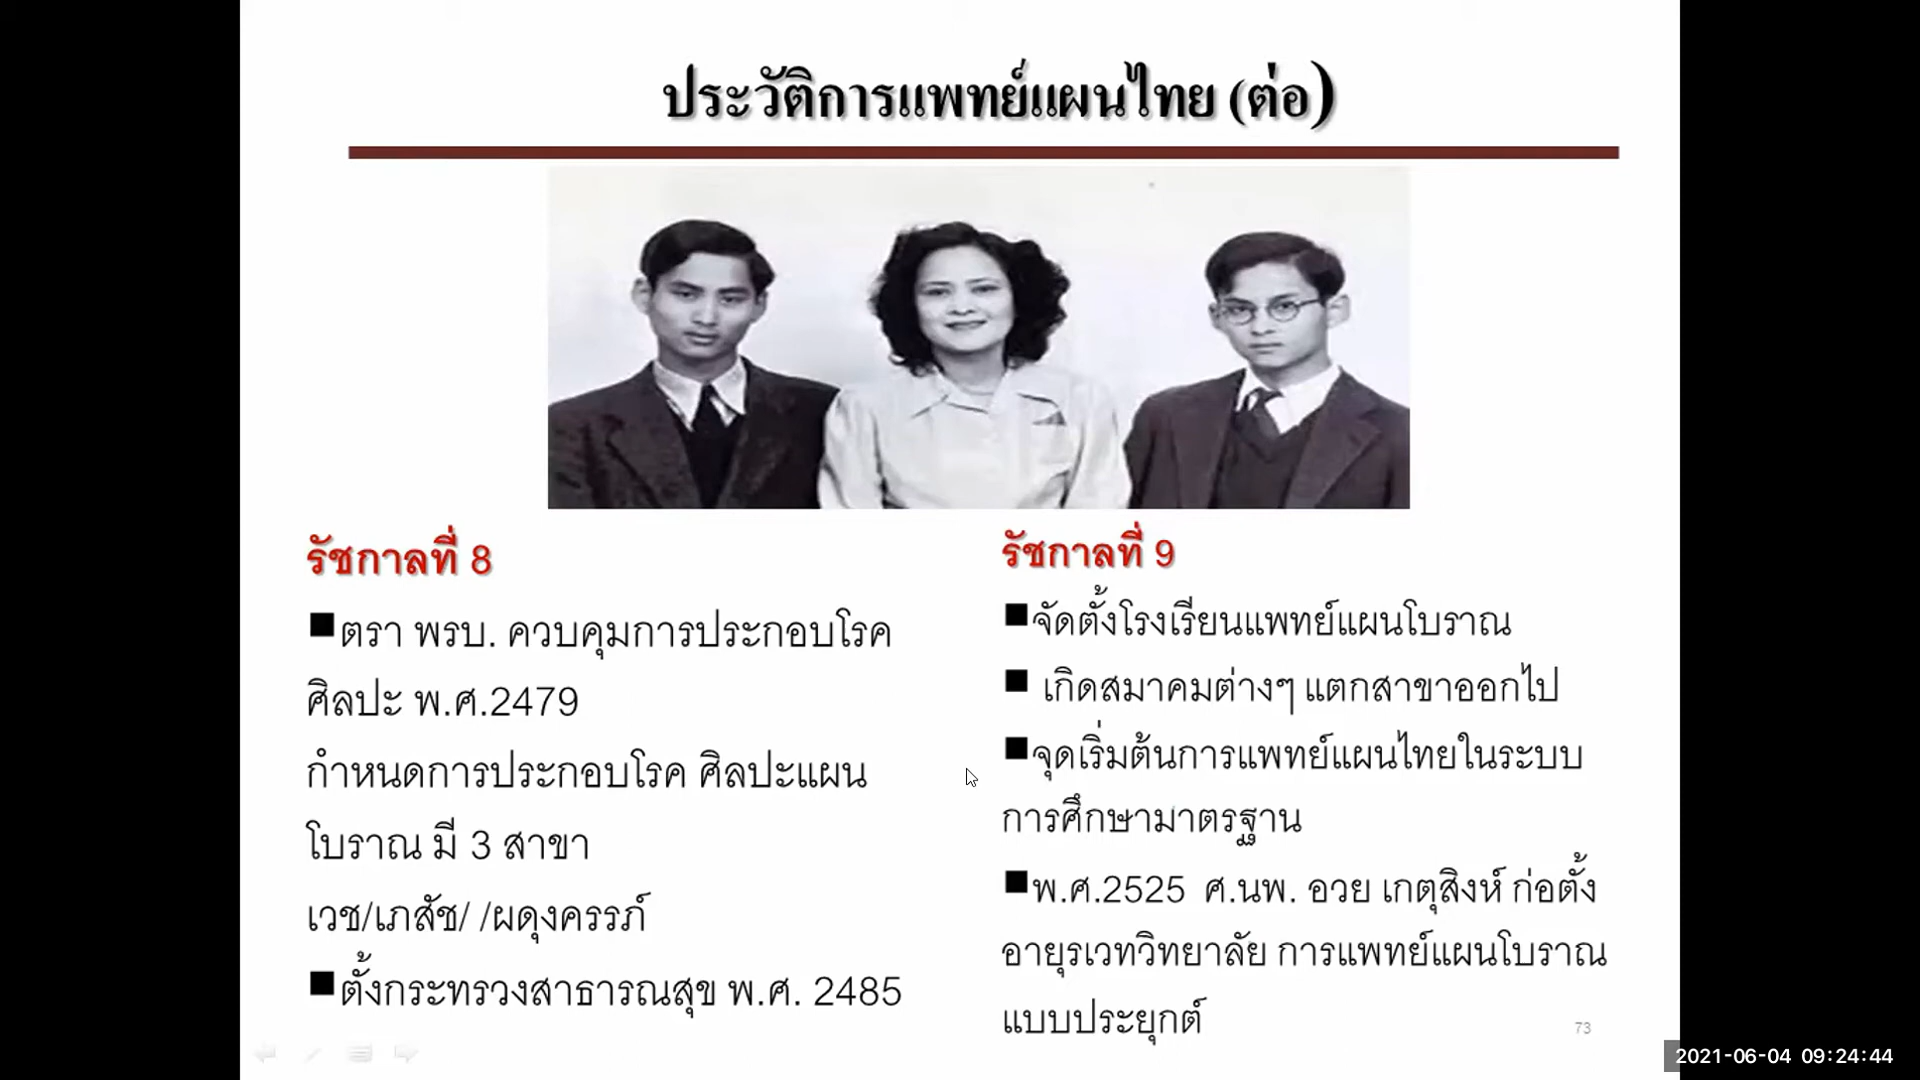 ประวัติการแพทย์แผนไทย (ต่อ)
รัชกาลที่ 8
ตรา พรบ. ควบคุมการประกอบโรค
ศิลปะ พ.ศ.2479
กำหนดการประกอบโรค ศิลปะแผน
โบราณ มี 3 สาขา
เวช/เภสัช/ /ผดุงครรภ์
ตั้งกระทรวงสาธารณสุข พ.ศ. 2485
รัชกาลที่ 9
จัดตั้งโรงเรียนแพทย์แผนโบราณ
เกิดสมาคมต่างๆ แตกสาขาออกไป
จุดเริ่มต้นการแพทย์แผนไทยในระบบ
การศึกษามาตรฐาน
พ.ศ.2525 ศ.นพ. อวย เกตุสิงห์ ก่อตั้ง
อายุรเวทวิทยาลัย การแพทย์แผนโบราณ
แบบประยุกต์
73
2021-06-04 09:24:44